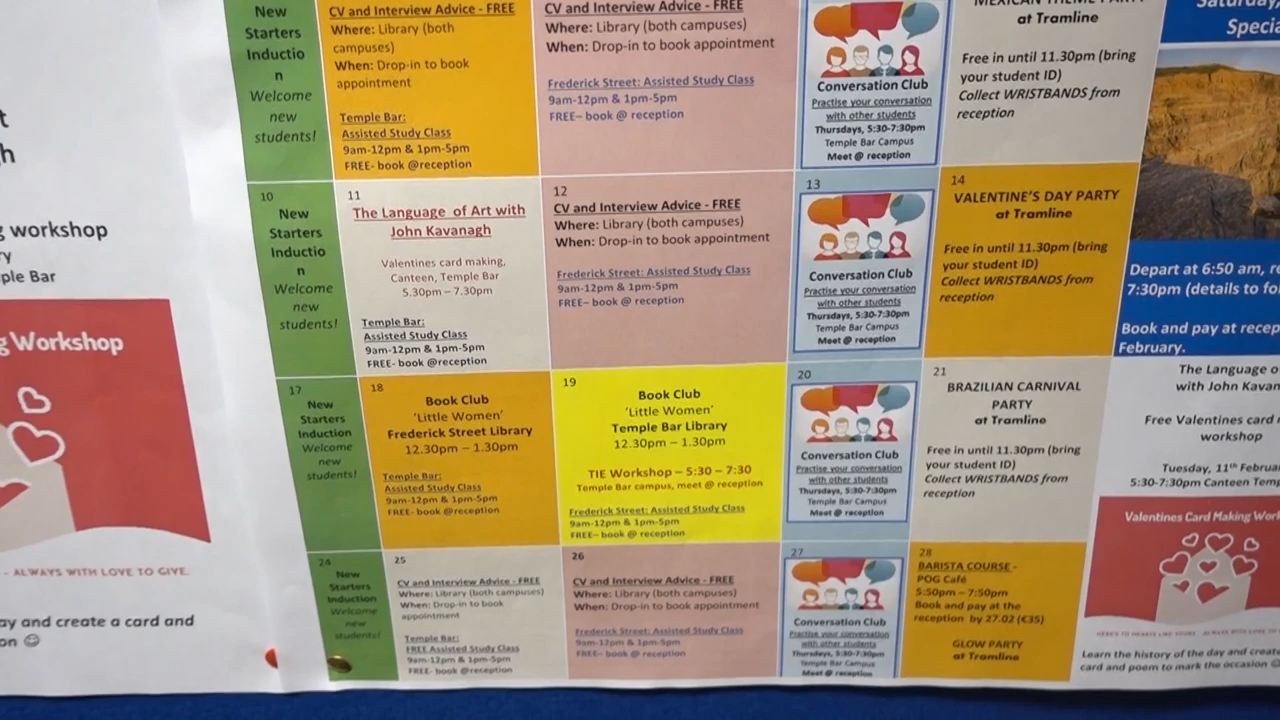 New
Starters
Inductio
n
Welcome
new
students!
CV and Interview Advice - FREE
Where: Library (both
campuses)
When: Drop-in to book
appointment
Temple Bar:
Assisted Study Class
9am-12pm & 1pm-5pm
FREE- book @reception
CV and Interview Advice - FREE
Where: Library (both campuses)
When: Drop-in to book appointment
Frederick Street: Assisted Study Class
9am-12pm & 1pm-5pm
FREE– book @ reception
Conversation Club
Practise your conversation
with other students
Thursdays, 5:30-7:30pm
Temple Bar Campus
Meet @ reception
MEXICAN THEME PARTY
at Tramline
Free in until 11.30pm (bring
your student ID)
Collect WRISTBANDS from
reception
Saturday,
Specia
10
New
Starters
Inductio
n
Welcome
new
students!
11
The Language of Art with
John Kavanagh
Valentines card making,
Canteen, Temple Bar
5.30pm – 7.30pm
Temple Bar:
Assisted Study Class
9am-12pm & 1pm-5pm
FREE- book @reception
12
CV and Interview Advice - FREE
Where: Library (both campuses)
When: Drop-in to book appointment
Frederick Street: Assisted Study Class
9am-12pm & 1pm-5pm
FREE– book @ reception
13
Conversation Club
Practise your conversation
with other students
Thursdays, 5:30-7:30pm
Temple Bar Campus
Meet @ reception
14
VALENTINE'S DAY PARTY
at Tramline
Free in until 11.30pm (bring
your student ID)
Collect WRISTBANDS from
reception
Depart at 6:50 am, re
7:30pm (details to fo
Book and pay at recep
February.
17
New
Starters
Induction
Welcome
new
students!
18
Book Club
'Little Women'
Frederick Street Library
12.30pm – 1.30pm
Temple Bar:
Assisted Study Class
9am-12pm & 1pm-5pm
FREE- book @reception
19
Book Club
'Little Women'
Temple Bar Library
12.30pm – 1.30pm
TIE Workshop – 5:30 – 7:30
Temple Bar campus, meet @ reception
Frederick Street: Assisted Study Class
9am-12pm & 1pm-5pm
FREE– book @ reception
20
Conversation Club
Practise your conversation
with other students
Thursdays, 5:30-7:30pm
Temple Bar Campus
Meet @ reception
21
BRAZILIAN CARNIVAL
PARTY
at Tramline
Free in until 11.30pm (bring
your student ID)
Collect WRISTBANDS from
reception
The Language o
with John Kavan
Free Valentines card
workshop
Tuesday, 11th Februa
5:30-7:30pm Canteen Temp
Valentines Card Making Work
Learn the history of the day and create
card and poem to mark the occasion
24
New
Starters
Induction
Welcome
new
students!
25
CV and Interview Advice - FREE
Where: Library (both campuses)
When: Drop-in to book
appointment
Temple Bar:
FREE Assisted Study Class
9am-12pm & 1pm-5pm
FREE- book @reception
26
CV and Interview Advice - FREE
Where: Library (both campuses)
When: Drop-in to book appointment
Frederick Street: Assisted Study Class
9am-12pm & 1pm-5pm
FREE– book @ reception
27
Conversation Club
Practise your conversation
with other students
Thursdays, 5:30-7:30pm
Temple Bar Campus
Meet @ reception
28
BARISTA COURSE -
POG Café
5:50pm – 7:50pm
Book and pay at the
reception by 27.02 (€35)
GLOW PARTY
at Tramline
t
h
g workshop
ry
ple Bar
g Workshop
- ALWAYS WITH LOVE TO GIVE.
ay and create a card and
on ☺